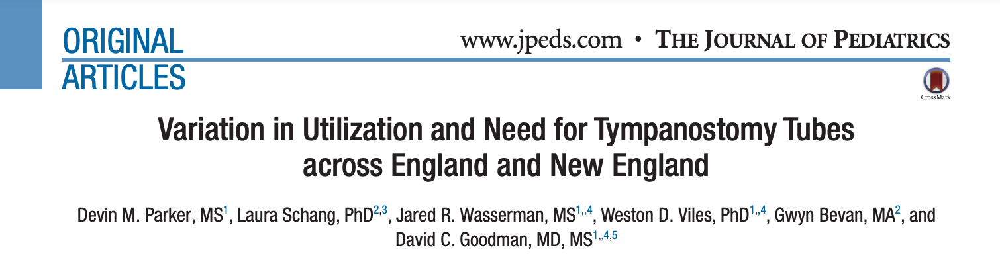 ORIGINAL
ARTICLES
www.jpeds.com • THE JOURNAL OF PEDIATRICS
CrossMark
Variation in Utilization and Need for Tympanostomy Tubes
across England and New England
Devin M. Parker, MS1, Laura Schang, PhD2,3, Jared R. Wasserman, MS1,,4, Weston D. Viles, PhD1,,4, Gwyn Bevan, MA2, and
David C. Goodman, MD, MS1,,4,5